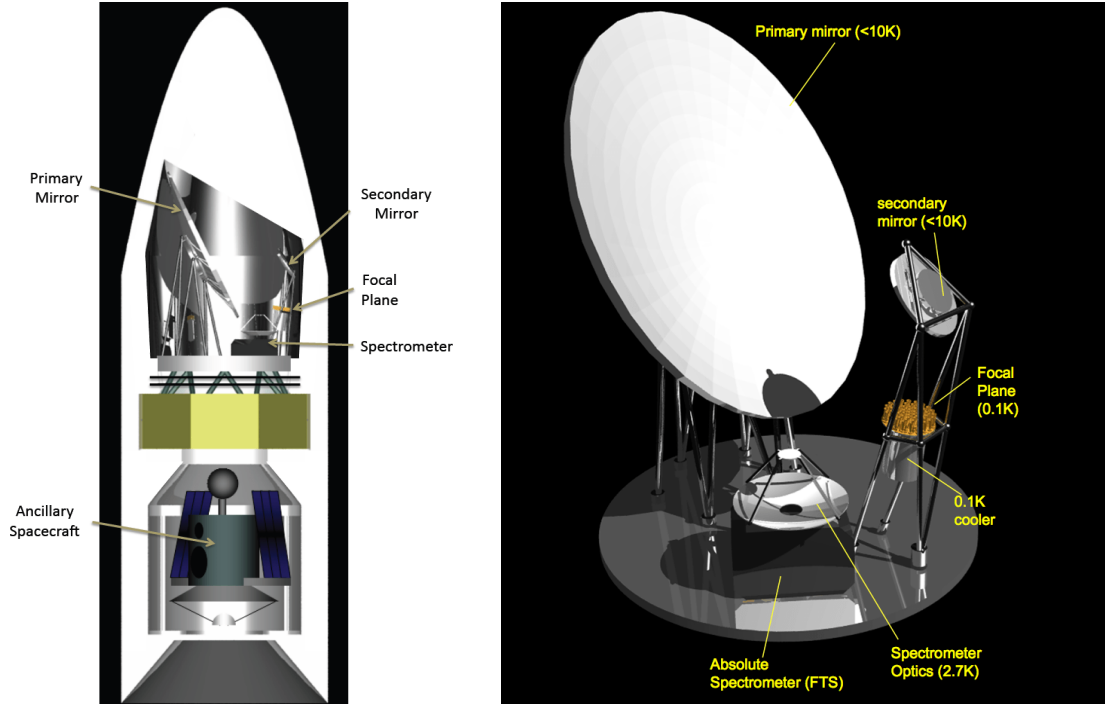 Primary
Mirror
Secondary
Mirror
Focal
Plane
Spectrometer
Ancillary
Spacecraft
Primary mirror (<10K)
secondary
mirror (<10K)
Focal
Plane
(0.1K)
0.1K
cooler
Spectrometer
Optics (2.7K)
Absolute
Spectrometer (FTS)